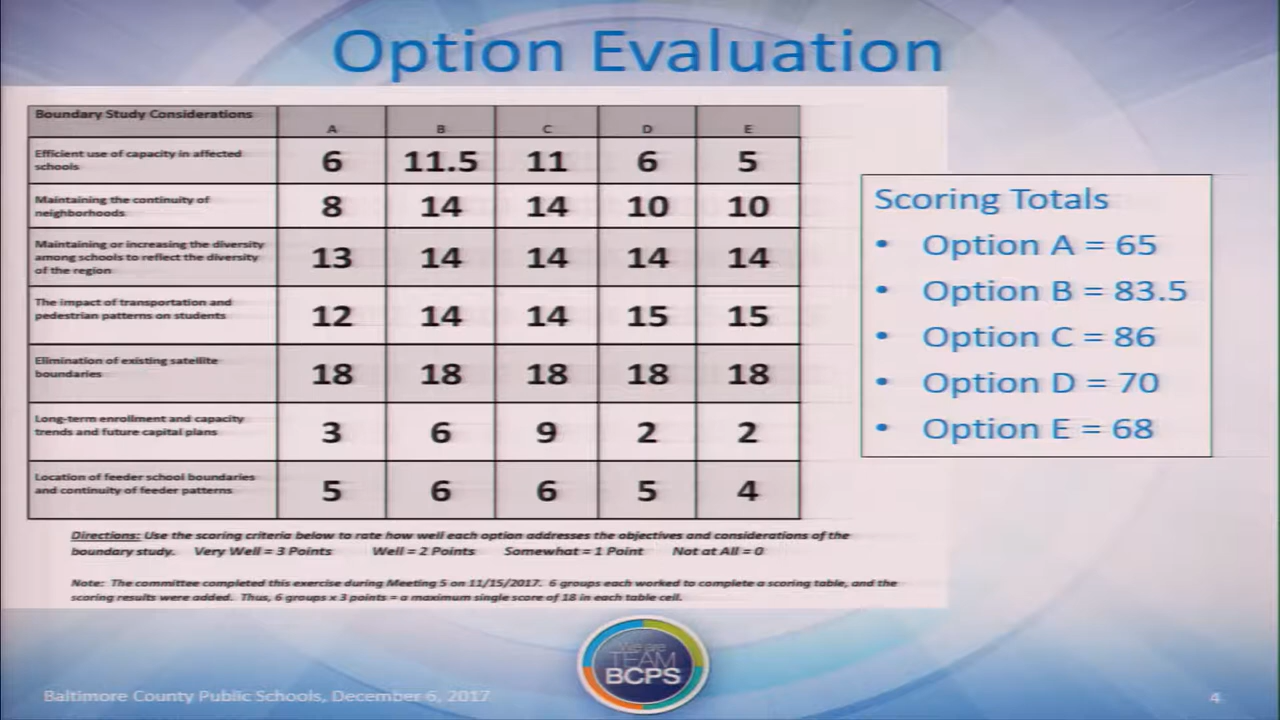 Option Evaluation
Boundary Study Considerations
A B C D E
Efficient use of capacity in affected
schools
6 11.5 11 6 5
Maintaining the continuity of
neighborhoods
8 14 14 10 10
Maintaining or increasing the diversity
among schools to reflect the diversity
of the region
13 14 14 14 14
The impact of transportation and
pedestrian patterns on students
12 14 14 15 15
Elimination of existing satellite
boundaries
18 18 18 18 18
Long-term enrollment and capacity
trends and future capital plans
3 6 9 2 2
Location of feeder school boundaries
and continuity of feeder patterns
5 6 6 5 4
Directions: Use the scoring criteria below to rate how well each option addresses the objectives and considerations of the
boundary study. Very Well = 3 Points Well = 2 Points Somewhat = 1 Point Not at All = 0
Note: The committee completed this exercise during Meeting 5 on 11/15/2017. 6 groups each worked to complete a scoring table, and the
scoring results were added. Thus, 6 groups x 3 points = a maximum single score of 18 in each table cell.
Scoring Totals
• Option A = 65
• Option B = 83.5
• Option C = 86
• Option D = 70
• Option E = 68
We are
TEAM
BCPS
Baltimore County Public Schools, December 6, 2017
4